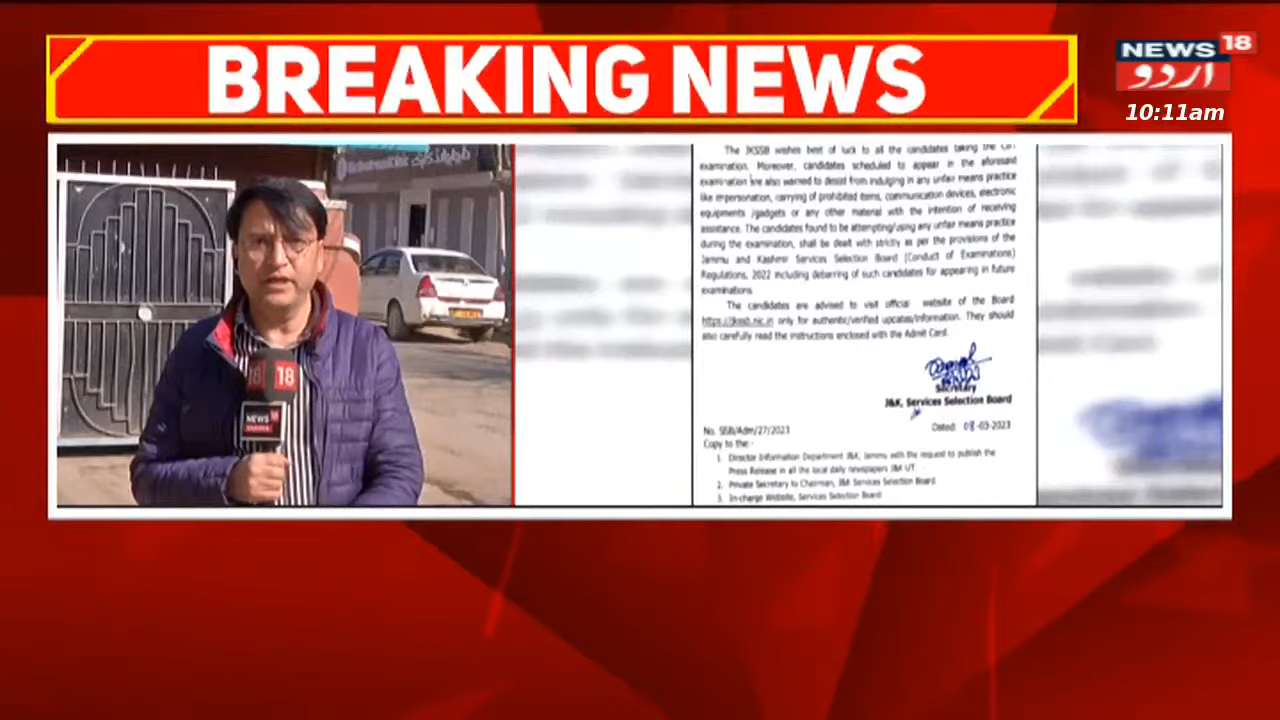 BREAKING NEWS
NEWS 18
اردو
10:11am
The JKSSB wishes best of luck to all the candidates taking the
examination. Moreover, candidates scheduled to appear in the aforesaid
examination are also warned to desist from indulging in any unfair means practice
like impersonation, carrying of prohibited items, communication devices, electronic
equipments /gadgets or any other material with the intention of receiving
assistance. The candidates found to be attempting/using any unfair means practice
during the examination, shall be dealt with strictly as per the provisions of the
Jammu and Kashmir Services Selection Board (Conduct of Examinations)
Regulations, 2022 including debarring of such candidates for appearing in future
examinations.
The candidates are advised to visit official website of the Board
https://jkssb.nic.in only for authentic/verified updates/information. They should
also carefully read the instructions enclosed with the Admit Card.
Secretary
J&K, Services Selection Board
No. SSB/Adm/27/2023
Dated: 08-03-2023
Copy to the:-
1. Director Information Department J&K, Jammu with the request to publish the
Press Release in all the local daily newspapers J&K UT.
2. Private Secretary to Chairman, J&K Services Selection Board
3. In-charge Website, Services Selection Board
18 18
NEWS 18